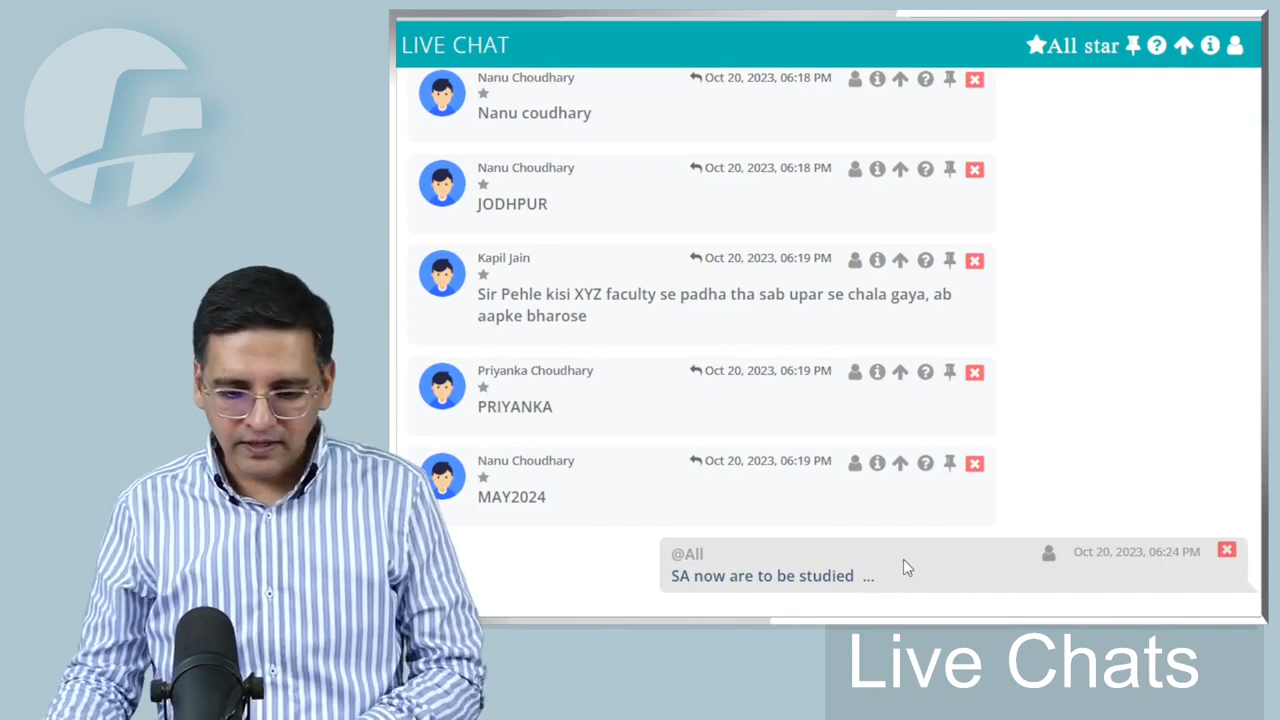 LIVE CHAT
All star
Nanu Choudhary
Oct 20, 2023, 06:18 PM
Nanu coudhary
Nanu Choudhary
Oct 20, 2023, 06:18 PM
JODHPUR
Kapil Jain
Oct 20, 2023, 06:19 PM
Sir Pehle kisi XYZ faculty se padha tha sab upar se chala gaya, ab
aapke bharose
Priyanka Choudhary
Oct 20, 2023, 06:19 PM
PRIYANKA
Nanu Choudhary
Oct 20, 2023, 06:19 PM
MAY2024
@All
Oct 20, 2023, 06:24 PM
SA now are to be studied ...
Live Chats